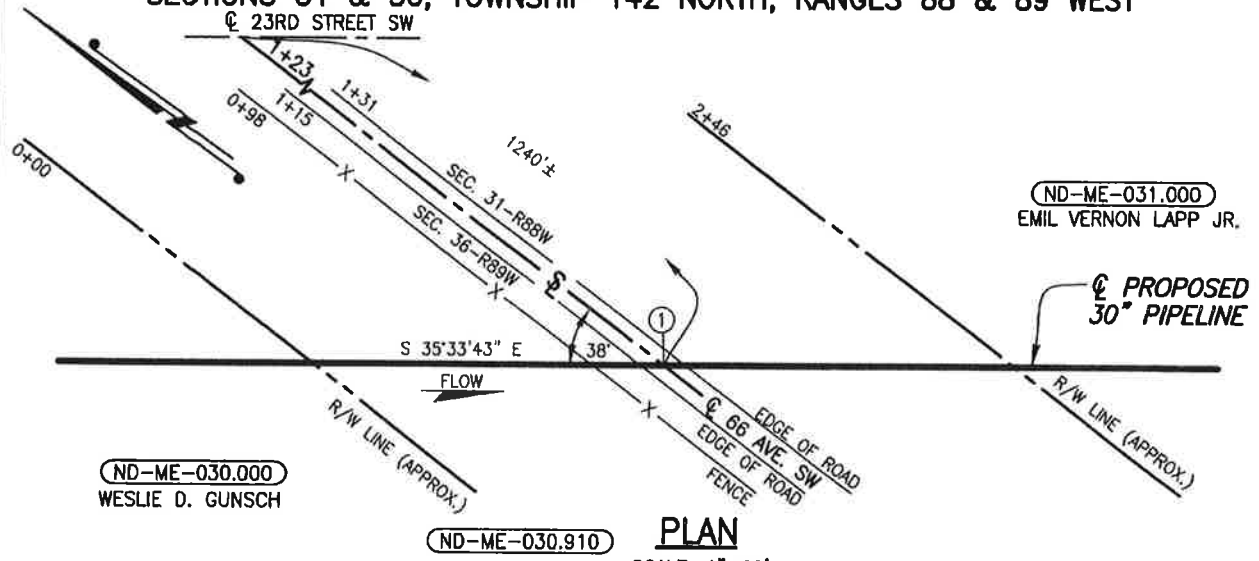 SECTIONS 31 & 36, TOWNSHIP 142 NORTH, RANGES 88 & 89 WEST
℄ 23RD STREET SW
1+23
1+31
1+15
0+98
0+00
1240'±
2+46
SEC. 31-R88W
SEC. 36-R89W
ND-ME-031.000
EMIL VERNON LAPP JR.
℄ PROPOSED
30" PIPELINE
1
S 35°33'43" E
38°
FLOW
R/W LINE (APPROX.)
℄ 66 AVE. SW
EDGE OF ROAD
EDGE OF ROAD
FENCE
R/W LINE (APPROX.)
ND-ME-030.000
WESLIE D. GUNSCH
ND-ME-030.910
PLAN